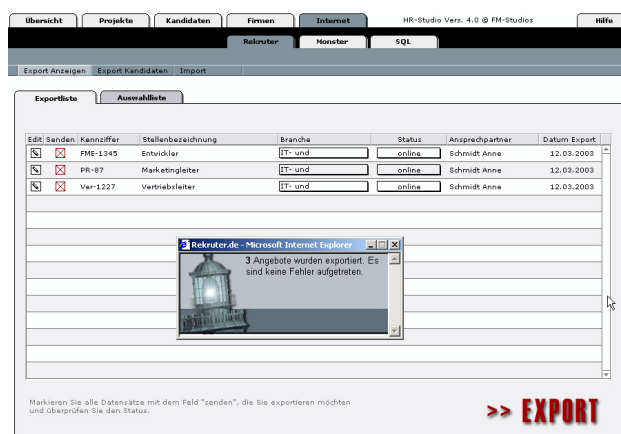 Übersicht Projekte Kandidaten Firmen Internet HR-Studio Vers. 4.0 @ FM-Studios Hilfe
Rekruter Monster SQL
Export Anzeigen Export Kandidaten Import
Exportliste Auswahlliste
Edit Senden Kennziffer Stellenbezeichnung Branche Status Ansprechpartner Datum Export
FME-1345 Entvickler IT- und online Schmidt Anne 12.03.2003
PR-87 Marketingleiter IT- und online Schmidt Anne 12.03.2003
Ver-1227 Vertriebsleiter IT- und online Schmidt Anne 12.03.2003
Rekruter.de - Microsoft Internet Explorer
3 Angebote wurden exportiert. Es
sind keine Fehler aufgetreten.
Markieren Sie alle Datensätze mit dem Feld "senden", die Sie exportieren möchten
und überprüfen Sie den Status.
>> EXPORT